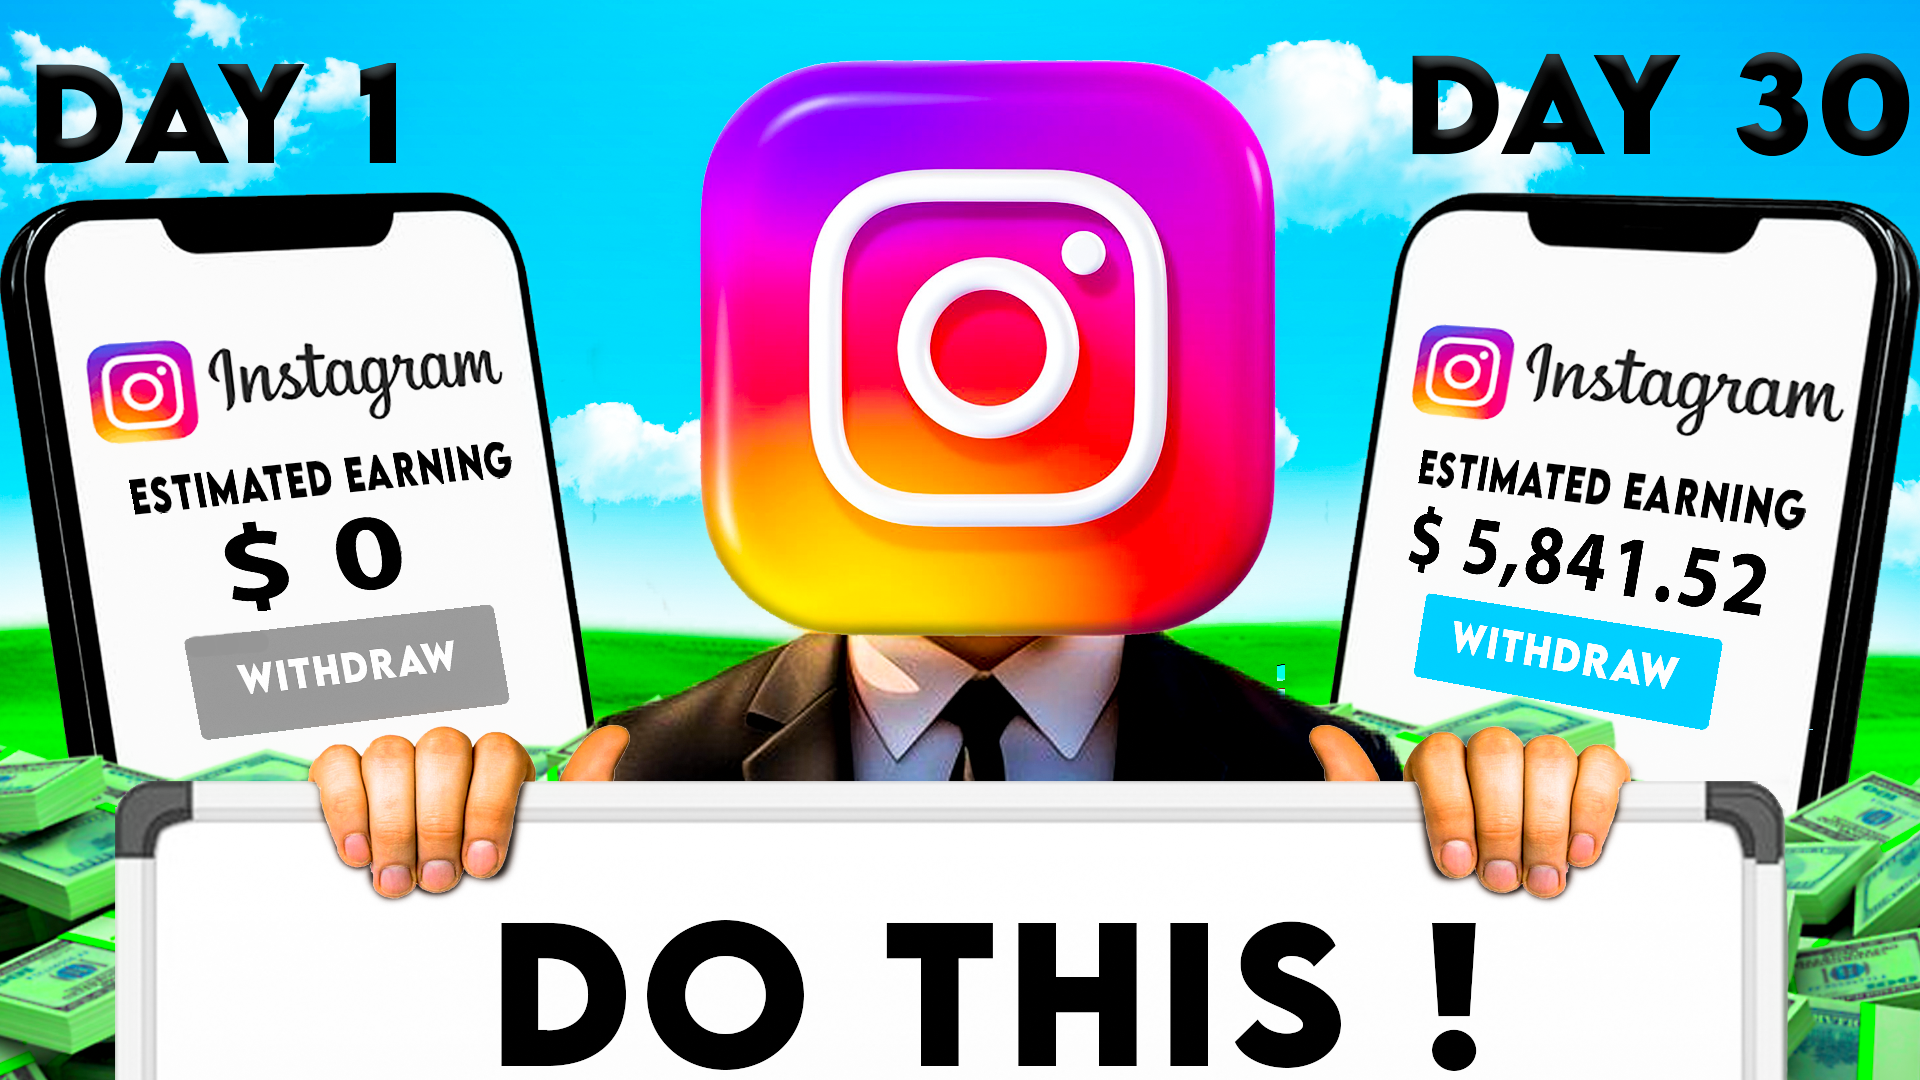 DAY 1
DAY 30
Instagram
ESTIMATED EARNING
$ 0
WITHDRAW
Instagram
ESTIMATED EARNING
$ 5,841.52
WITHDRAW
DO THIS !